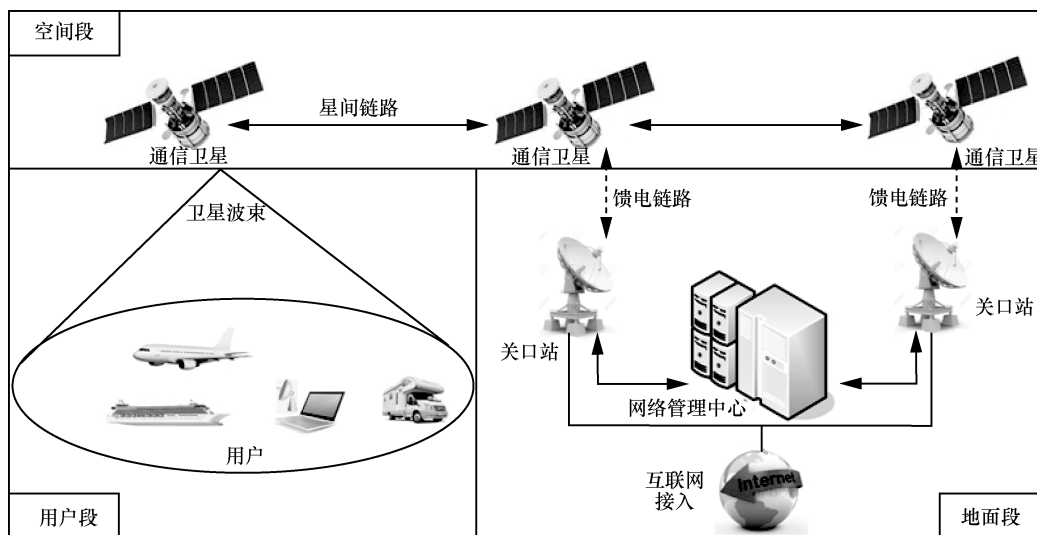 空间段
星间链路
通信卫星
通信卫星
通信卫星
卫星波束
馈电链路
馈电链路
关口站
关口站
网络管理中心
用户
互联网
接入
Internet
用户段
地面段